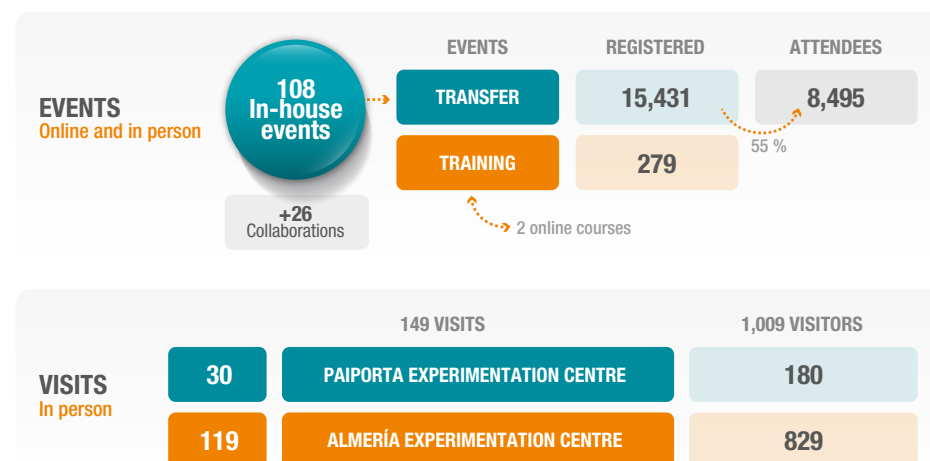 EVENTS REGISTERED ATTENDEES
EVENTS
Online and in person
108
In-house
events
TRANSFER 15,431 8,495
55 %
TRAINING 279
+26
Collaborations
2 online courses
149 VISITS 1,009 VISITORS
VISITS
In person
30 PAIPORTA EXPERIMENTATION CENTRE 180
119 ALMERÍA EXPERIMENTATION CENTRE 829